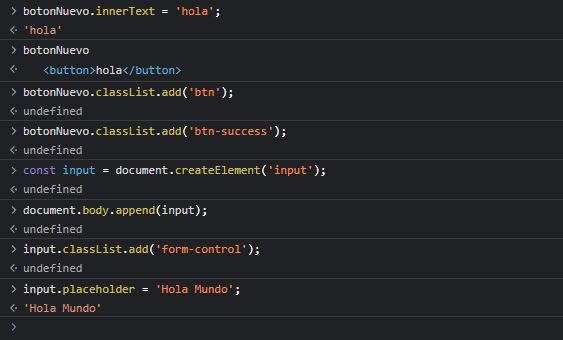 botonNuevo.innerText = 'hola';
'hola'
botonNuevo
<button>hola</button>
botonNuevo.classList.add('btn');
undefined
botonNuevo.classList.add('btn-success');
undefined
const input = document.createElement('input');
undefined
document.body.append(input);
undefined
input.classList.add('form-control');
undefined
input.placeholder = 'Hola Mundo';
'Hola Mundo'